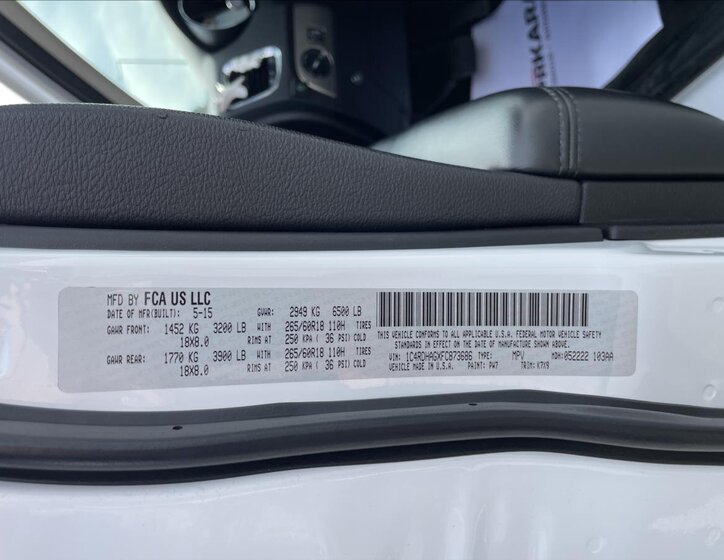 MFD BY FCA US LLC
DATE OF MFR(BUILT): 5-15 GVWR: 2949 KG 6500 LB
GAWR FRONT: 1452 KG 3200 LB WITH 265/60R18 110H TIRES
18X8.0 RIMS AT 250 KPA ( 36 PSI) COLD
GAWR REAR: 1770 KG 3900 LB WITH 265/60R18 110H TIRES
18X8.0 RIMS AT 250 KPA ( 36 PSI) COLD
THIS VEHICLE CONFORMS TO ALL APPLICABLE U.S.A. FEDERAL MOTOR VEHICLE SAFETY
STANDARDS IN EFFECT ON THE DATE OF MANUFACTURE SHOWN ABOVE.
VIN: 1C4RDHAGXFC873686 TYPE: MPV MDH: 052222 103AA
VEHICLE MADE IN U.S.A. PAINT: PW7 TRIM: K7X9